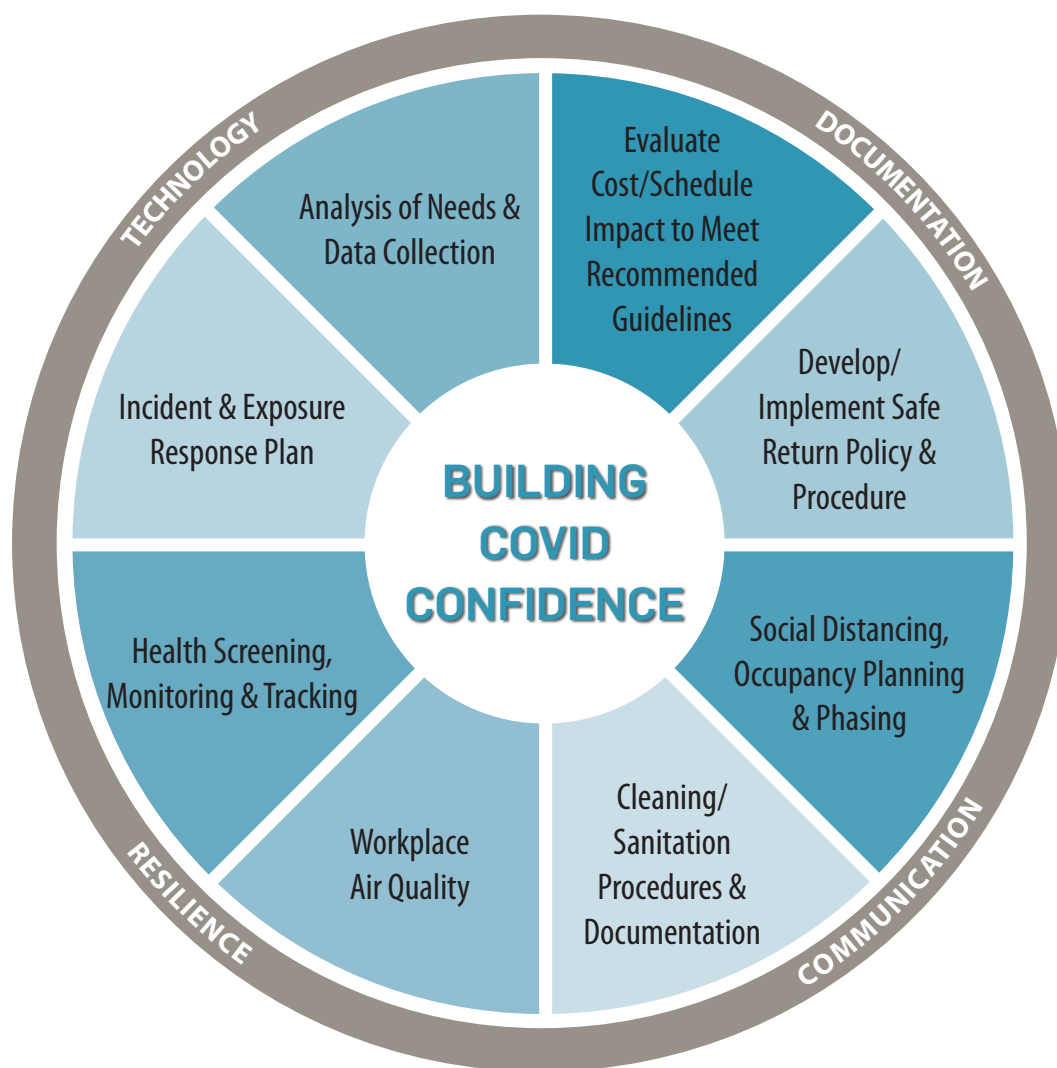 TECHNOLOGY
DOCUMENTATION
Analysis of Needs &
Data Collection
Evaluate
Cost/Schedule
Impact to Meet
Recommended
Guidelines
Incident & Exposure
Response Plan
Develop/
Implement Safe
Return Policy &
Procedure
BUILDING
COVID
CONFIDENCE
Health Screening,
Monitoring & Tracking
Social Distancing,
Occupancy Planning
& Phasing
Workplace
Air Quality
Cleaning/
Sanitation
Procedures &
Documentation
RESILIENCE
COMMUNICATION